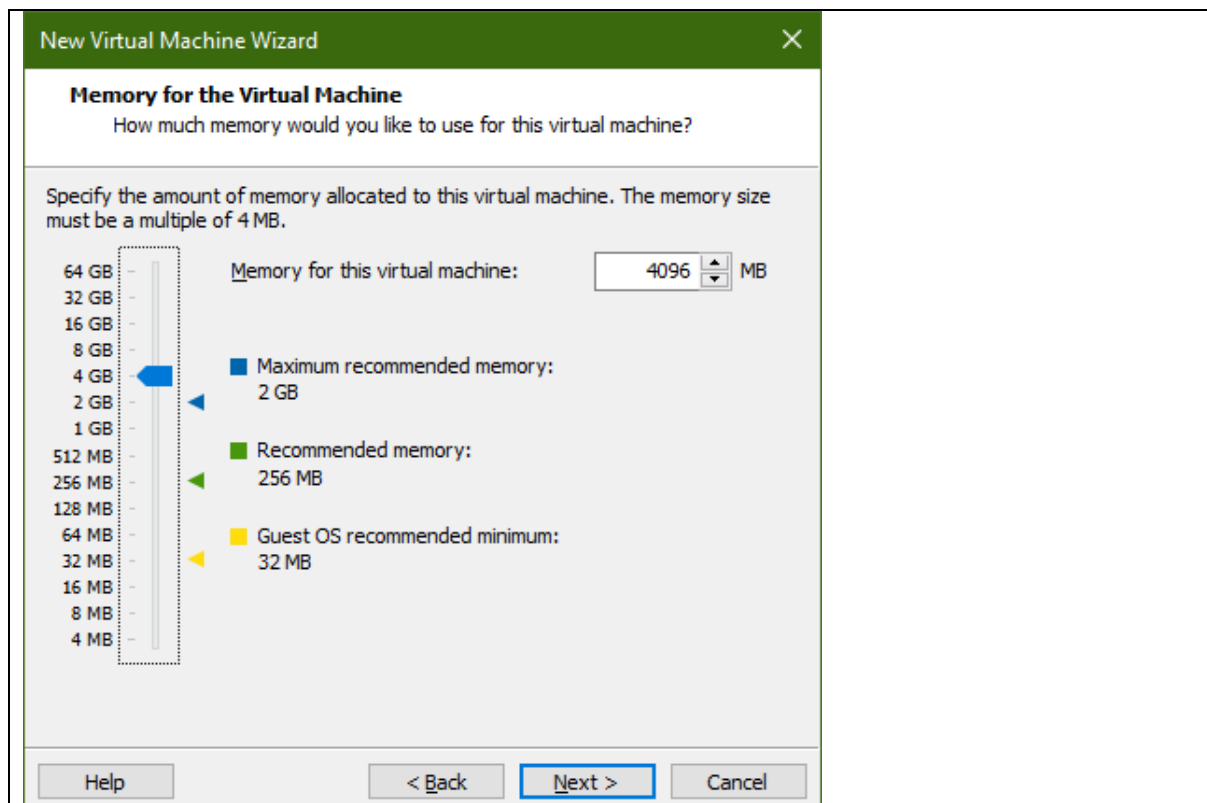 New Virtual Machine Wizard
Memory for the Virtual Machine
How much memory would you like to use for this virtual machine?
Specify the amount of memory allocated to this virtual machine. The memory size
must be a multiple of 4 MB.
64 GB
Memory for this virtual machine: 4096 MB
32 GB
16 GB
8 GB
4 GB
2 GB
1 GB
512 MB
256 MB
128 MB
64 MB
32 MB
16 MB
8 MB
4 MB
Maximum recommended memory:
2 GB
Recommended memory:
256 MB
Guest OS recommended minimum:
32 MB
Help
< Back
Next >
Cancel